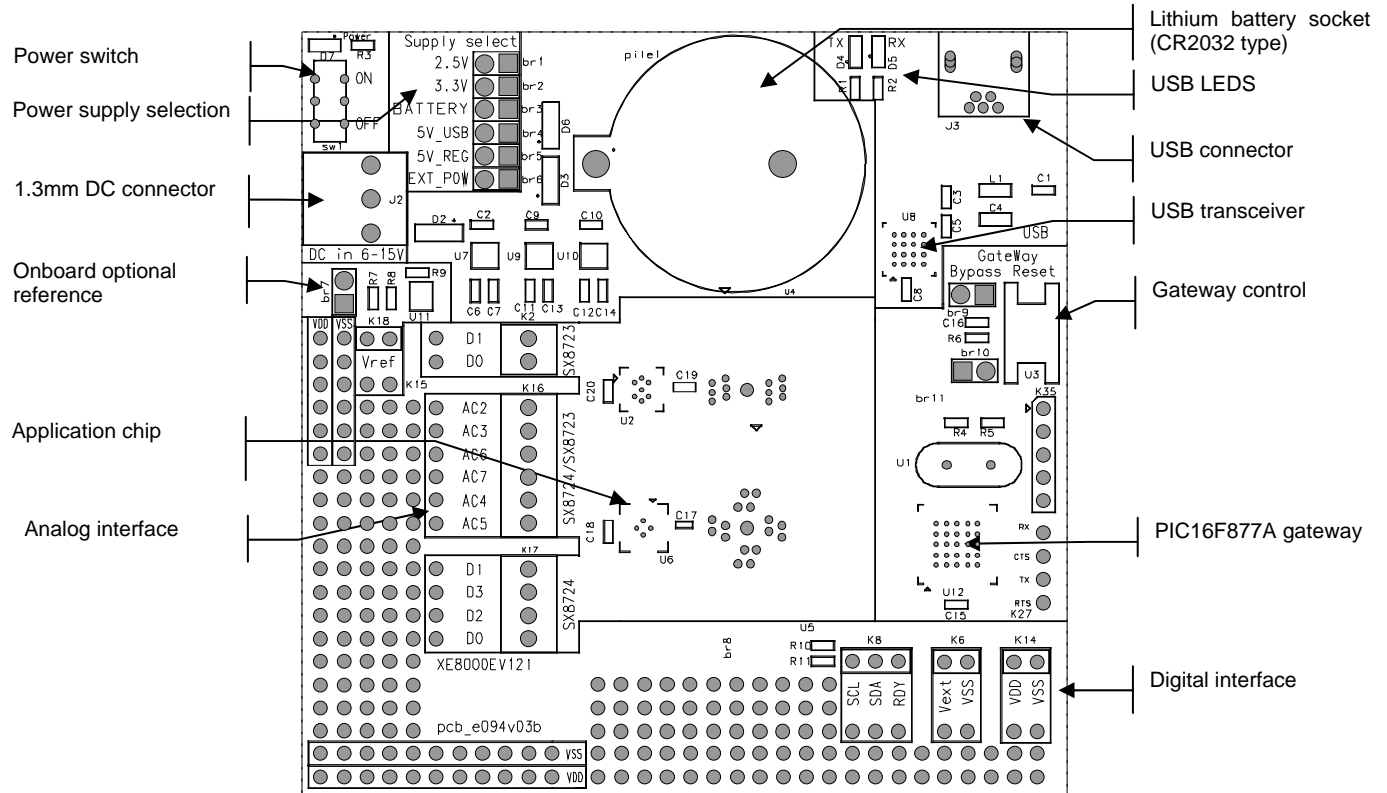 Power switch
Power supply selection
1.3mm DC connector
Onboard optional
reference
Application chip
Analog interface
Lithium battery socket
(CR2032 type)
USB LEDS
USB connector
USB transceiver
Gateway control
PIC16F877A gateway
Digital interface
Power
D7
R3
ON
OFF
SW1
Supply select
2.5V
br1
3.3V
br2
BATTERY
br3
5V_USB
br4
5V_REG
br5
EXT_POW
br6
D6
D3
pile1
TX
RX
D4
D5
R1
R2
J3
J2
DC in 6-15V
D2
C2
C9
C10
U7
U9
U10
C6
C7
C11
C13
C12
C14
C3
L1
C1
C5
C4
U8
USB
C8
GateWay
Bypass Reset
br9
C16
R6
br10
U3
br7
R7
R8
R9
U11
VDD
VSS
K18
Vref
K15
K2
D1
D0
SX8723
K16
AC2
AC3
AC6
AC7
AC4
AC5
SX8724/SX8723
K17
D1
D3
D2
D0
SX8724
XE8000EV121
U4
C20
C19
U2
C18
C17
U6
br11
K35
R4
R5
U1
RX
CTS
TX
RTS
K27
U12
C15
U5
br8
R10
R11
K8
SCL
SDA
RDY
K6
Vext
VSS
K14
VDD
VSS
pcb_e094v03b
VSS
VDD